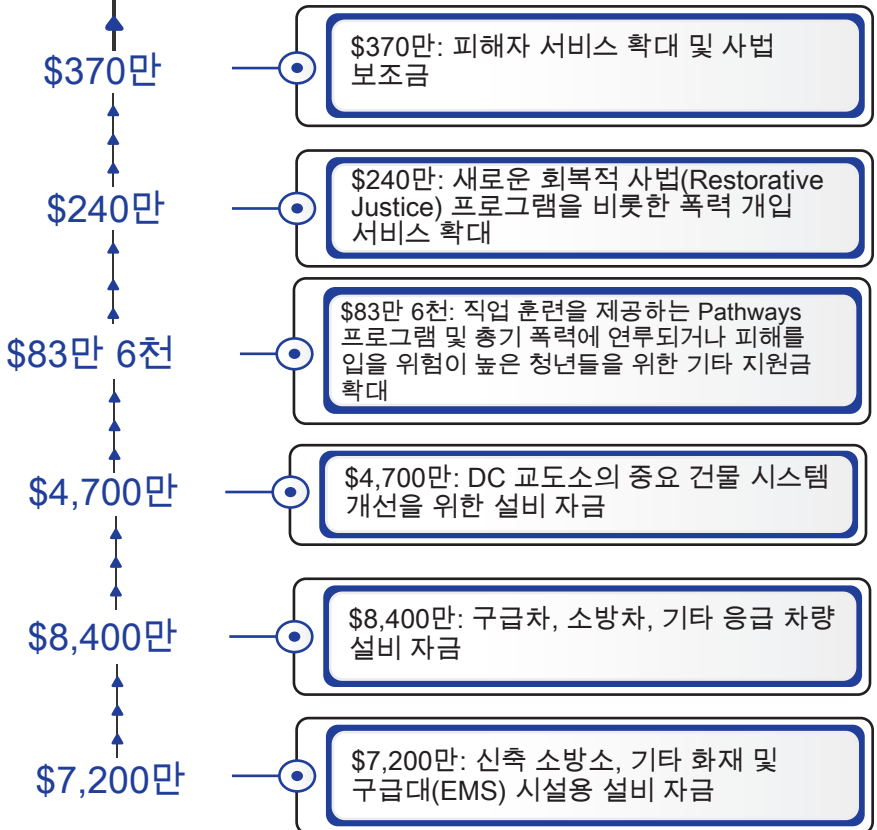 $370만
$370만: 피해자 서비스 확대 및 사법
보조금
$240만
$240만: 새로운 회복적 사법(Restorative
Justice) 프로그램을 비롯한 폭력 개입
서비스 확대
$83만 6천
$83만 6천: 직업 훈련을 제공하는 Pathways
프로그램 및 총기 폭력에 연루되거나 피해를
입을 위험이 높은 청년들을 위한 기타 지원금
확대
$4,700만
$4,700만: DC 교도소의 중요 건물 시스템
개선을 위한 설비 자금
$8,400만
$8,400만: 구급차, 소방차, 기타 응급 차량
설비 자금
$7,200만
$7,200만: 신축 소방소, 기타 화재 및
구급대(EMS) 시설용 설비 자금